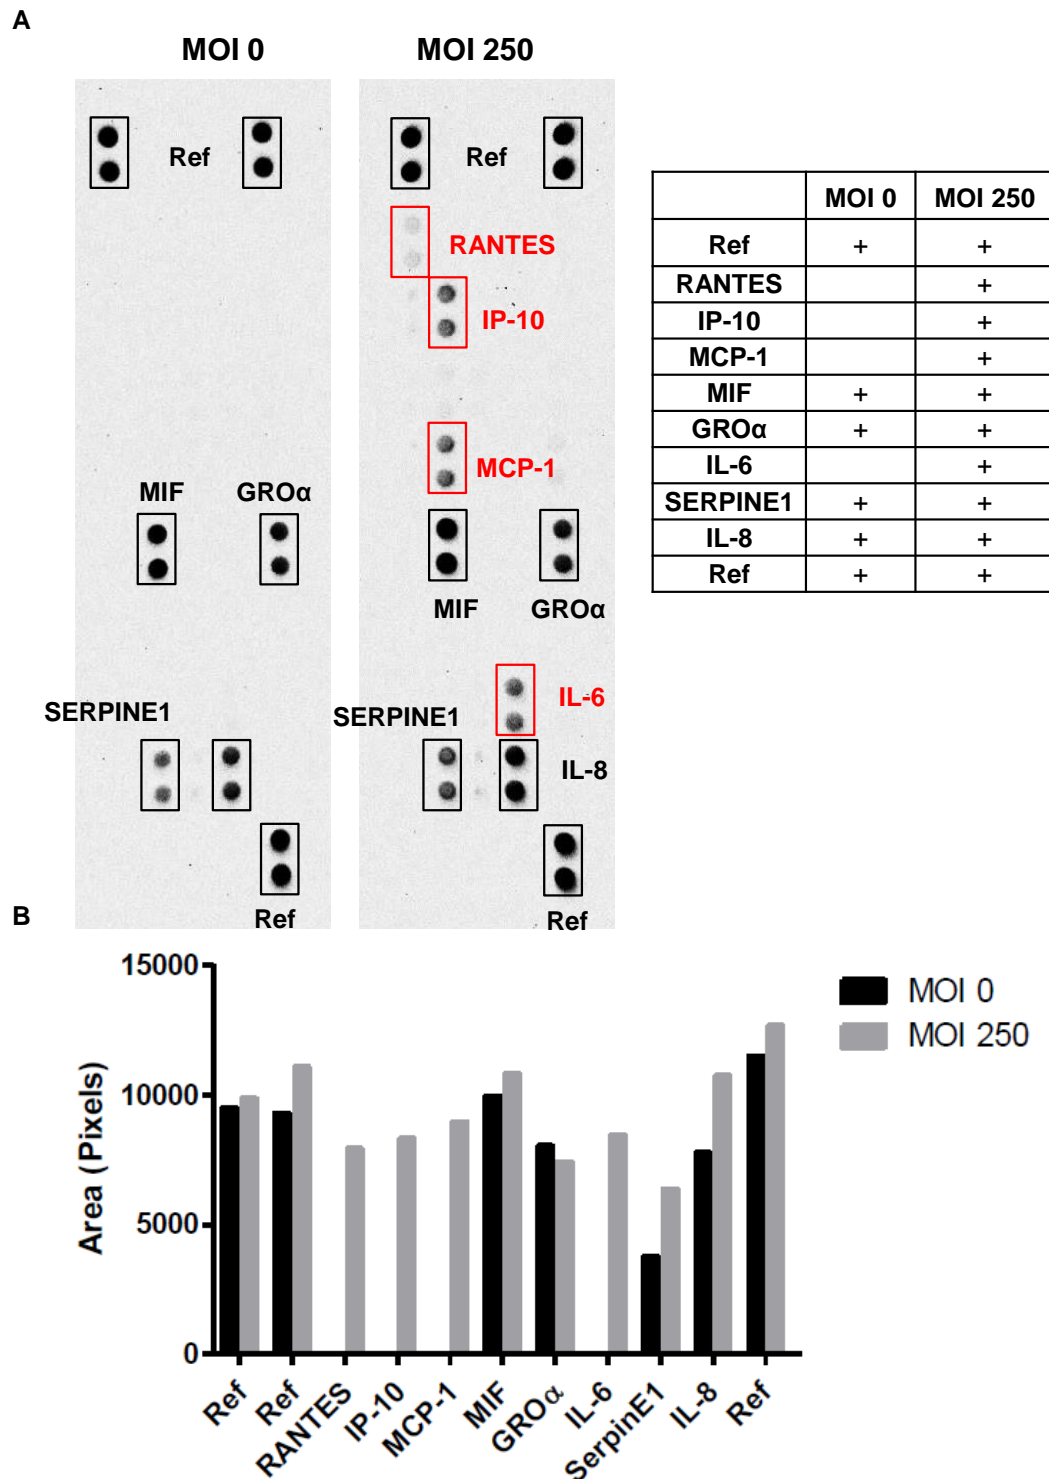 A
MOI 0
MOI 250
Ref
Ref
RANTES
IP-10
MCP-1
MIF
GROα
MIF
GROα
IL-6
SERPINE1
SERPINE1
IL-8
Ref
Ref
MOI 0 MOI 250
Ref + +
RANTES +
IP-10 +
MCP-1 +
MIF + +
GROα + +
IL-6 +
SERPINE1 + +
IL-8 + +
Ref + +
B
15000
10000
5000
0
Area (Pixels)
MOI 0
MOI 250
Ref
Ref
RANTES
IP-10
MCP-1
MIF
GROα
IL-6
SerpinE1
IL-8
Ref